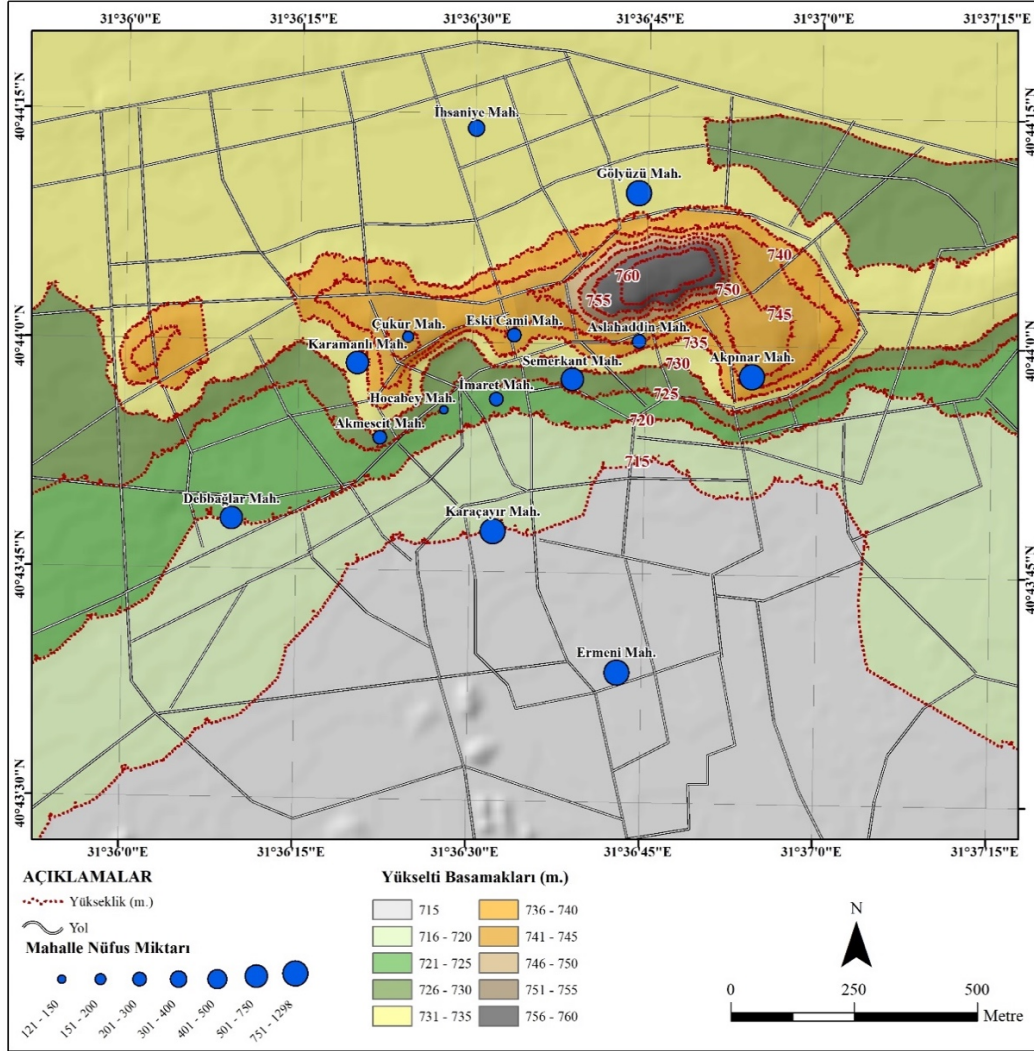 31°36'0"E 31°36'15"E 31°36'30"E 31°36'45"E 31°37'0"E 31°37'15"E
40°44'15"N 40°44'15"N
İhsaniye Mah.
Gölyüzü Mah.
740
760
750
755
745
40°44'0"N 40°44'0"N
Çukur Mah. Eski Cami Mah. Aslahaddin Mah.
Karamanlı Mah. 735
Semerkant Mah. 730 Akpınar Mah.
İmaret Mah.
Hocabey Mah. 725
Akmescit Mah. 720
715
Debbağlar Mah.
Karaçayır Mah.
40°43'45"N 40°43'45"N
Ermeni Mah.
40°43'30"N 40°43'30"N
31°36'0"E 31°36'15"E 31°36'30"E 31°36'45"E 31°37'0"E 31°37'15"E
AÇIKLAMALAR
Yükseklik (m.)
Yol
Mahalle Nüfus Miktarı
121 - 150 151 - 200 201 - 300 301 - 400 401 - 500 501 - 750 751 - 1298
Yükselti Basamakları (m.)
715 736 - 740
716 - 720 741 - 745
721 - 725 746 - 750
726 - 730 751 - 755
731 - 735 756 - 760
N
0 250 500
Metre